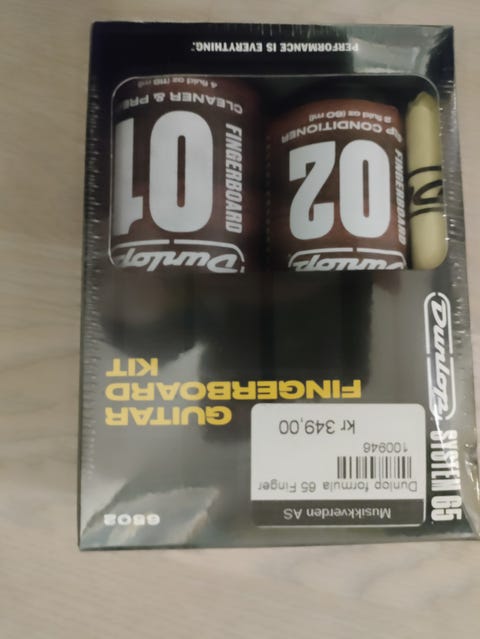 Musikkverden AS
Dunlop formula 65 Finger
100946
kr 349,00
6502
GUITAR
FINGERBOARD
KIT
DUNLOP
SYSTEM 65
Dunlop
01
FINGERBOARD
CLEANER & PRE
4 fluid oz (118 ml)
Dunlop
02
FINGERBOARD
CONDITIONER
2 fluid oz (60 ml)
PERFORMANCE IS EVERYTHING.